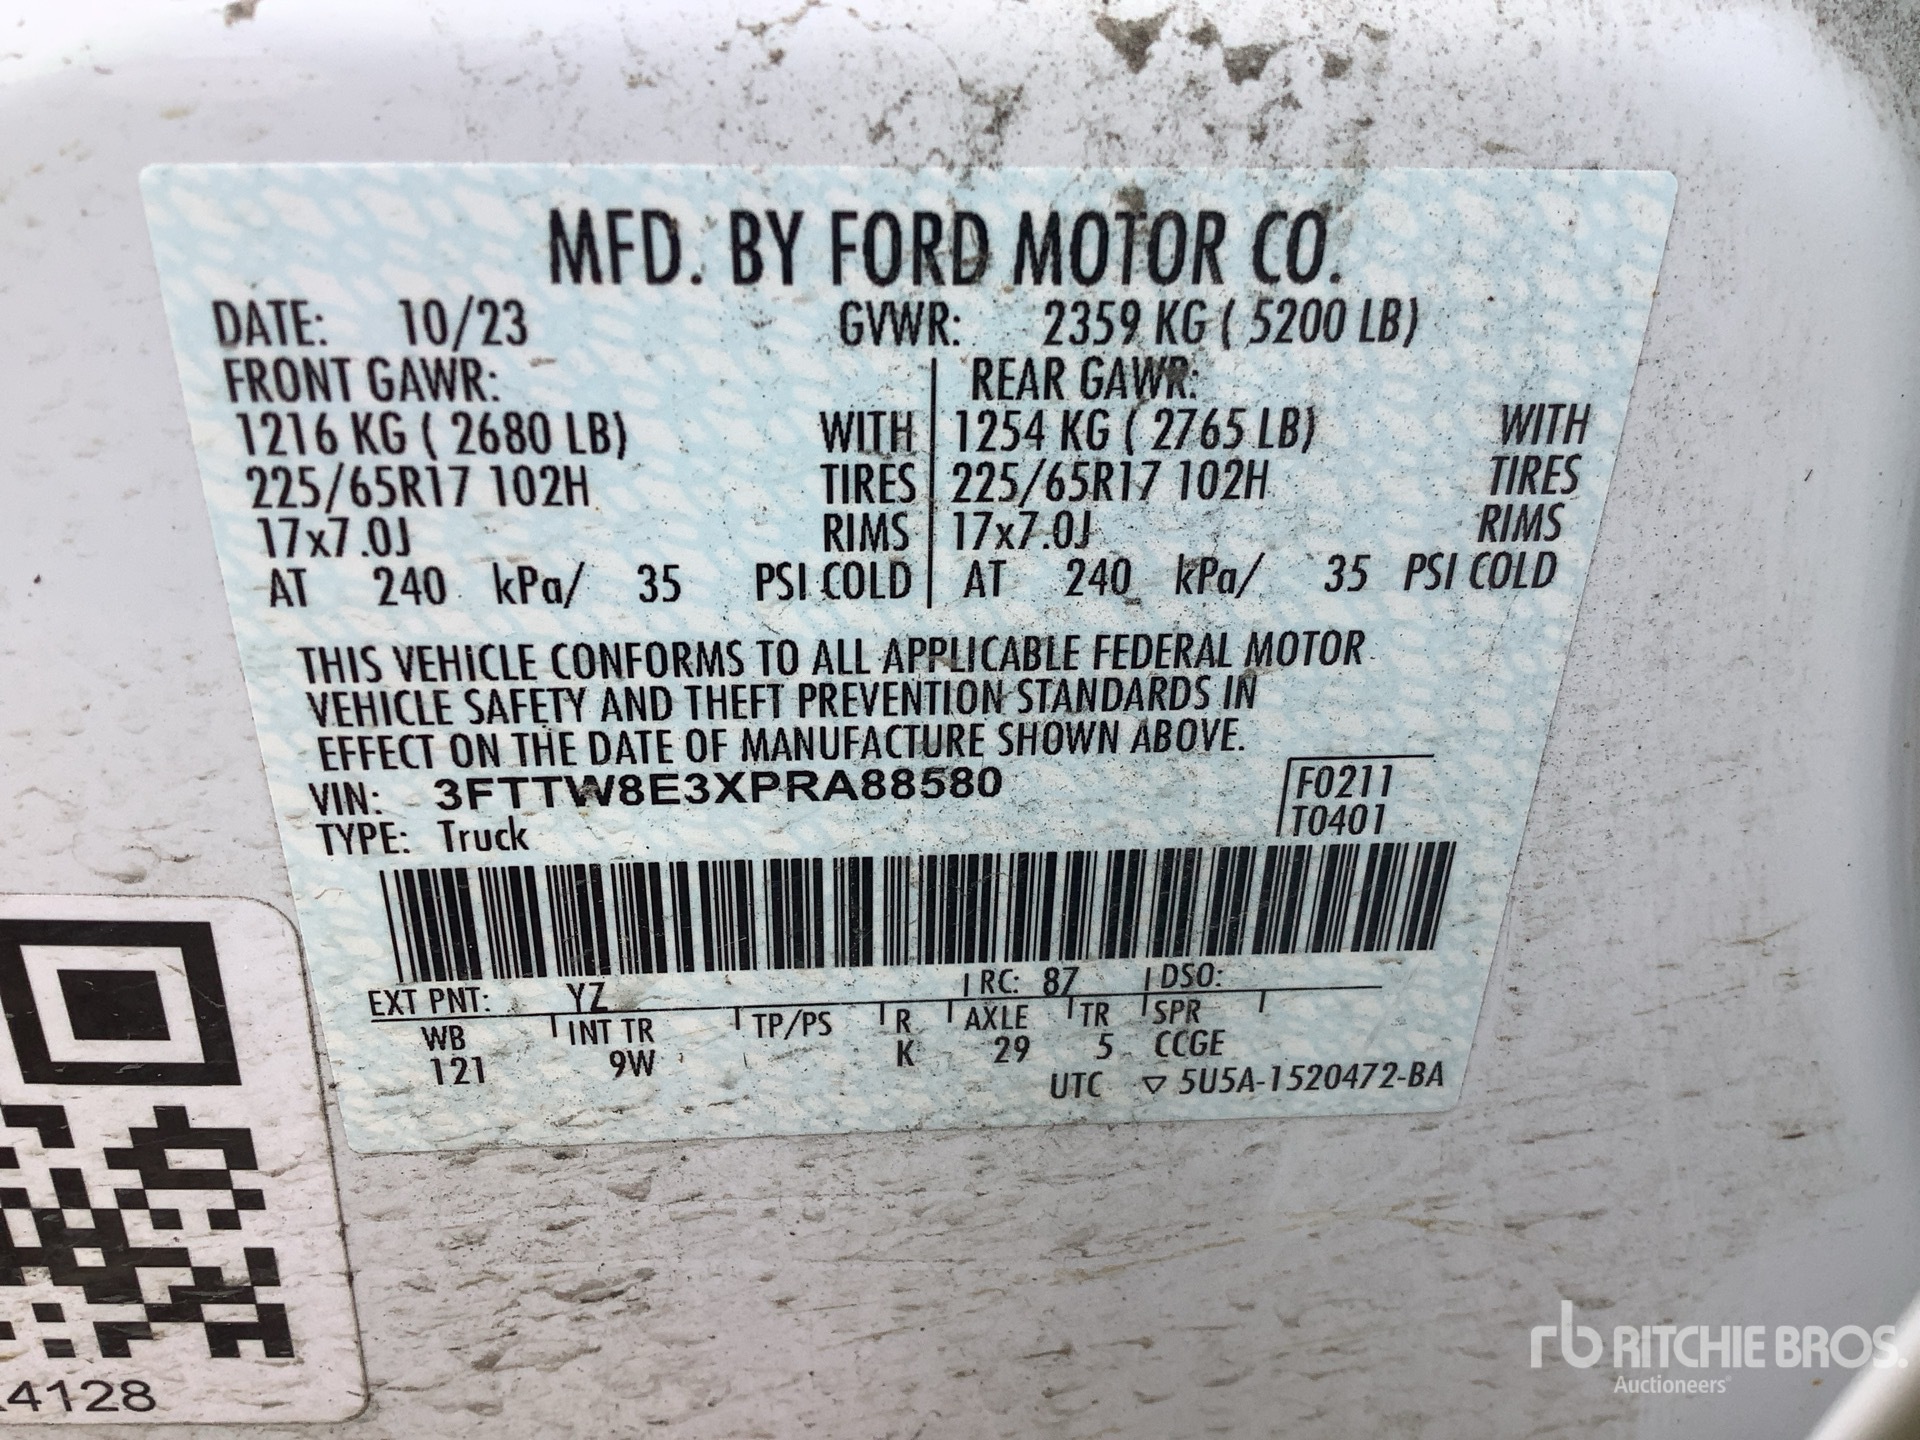 MFD. BY FORD MOTOR CO.
DATE: 10/23 GVWR: 2359 KG ( 5200 LB)
FRONT GAWR: REAR GAWR:
1216 KG ( 2680 LB) WITH 1254 KG ( 2765 LB) WITH
225/65R17 102H TIRES 225/65R17 102H TIRES
17x7.0J RIMS 17x7.0J RIMS
AT 240 kPa/ 35 PSI COLD AT 240 kPa/ 35 PSI COLD
THIS VEHICLE CONFORMS TO ALL APPLICABLE FEDERAL MOTOR
VEHICLE SAFETY AND THEFT PREVENTION STANDARDS IN
EFFECT ON THE DATE OF MANUFACTURE SHOWN ABOVE.
VIN: 3FTTW8E3XPRA88580 F0211
TYPE: Truck T0401
EXT PNT: YZ RC: 87 DSO:
WB INT TR TP/PS R AXLE TR SPR
121 9W K 29 5 CCGE
UTC ▽ 5U5A-1520472-BA
4128
rb RITCHIE BROS.
Auctioneers